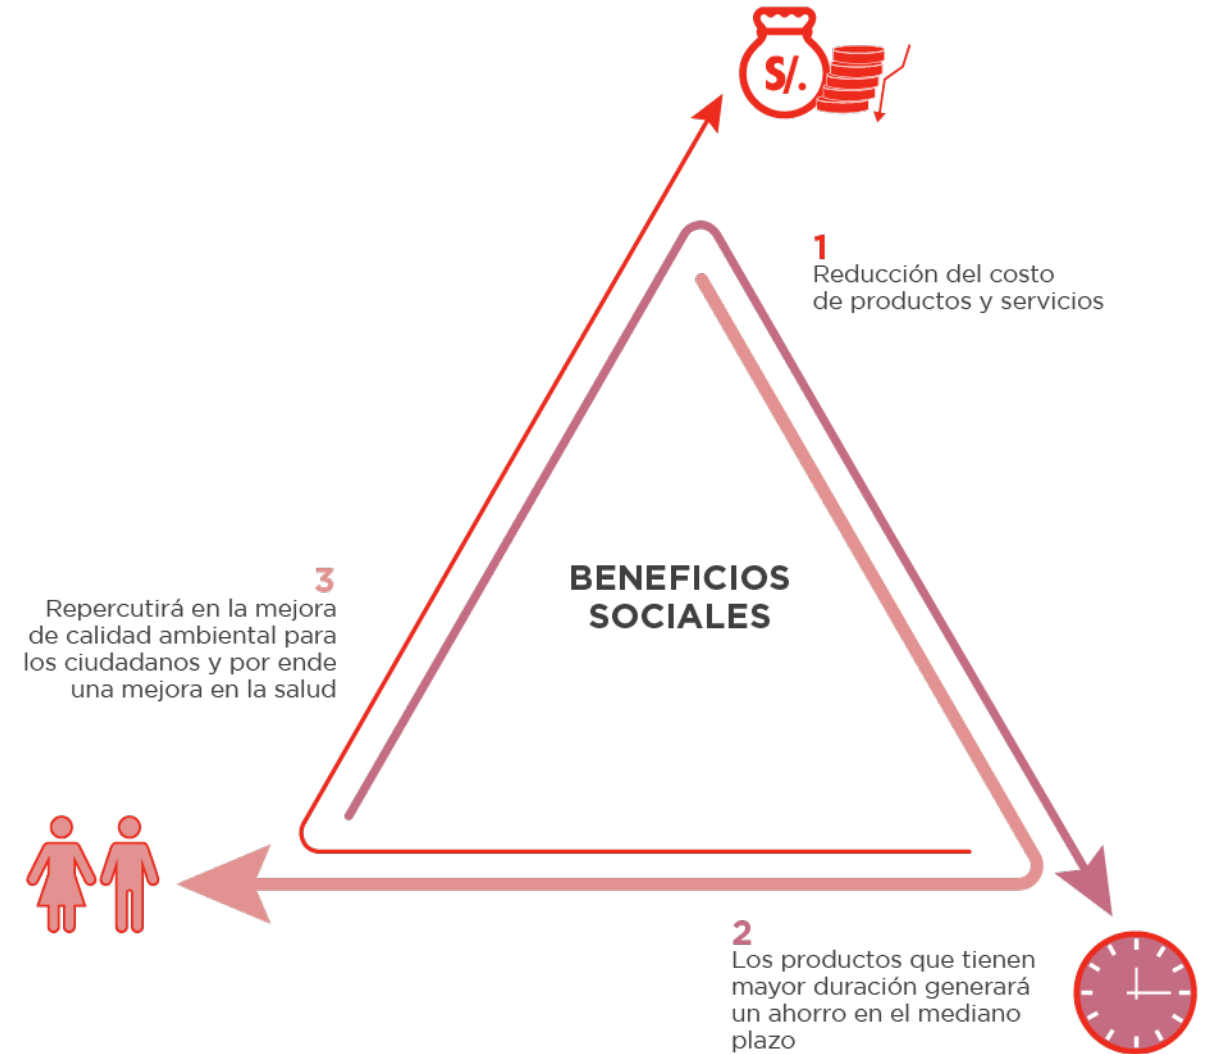 S/.
1
Reducción del costo
de productos y servicios
BENEFICIOS
SOCIALES
3
Repercutirá en la mejora
de calidad ambiental para
los ciudadanos y por ende
una mejora en la salud
2
Los productos que tienen
mayor duración generará
un ahorro en el mediano
plazo